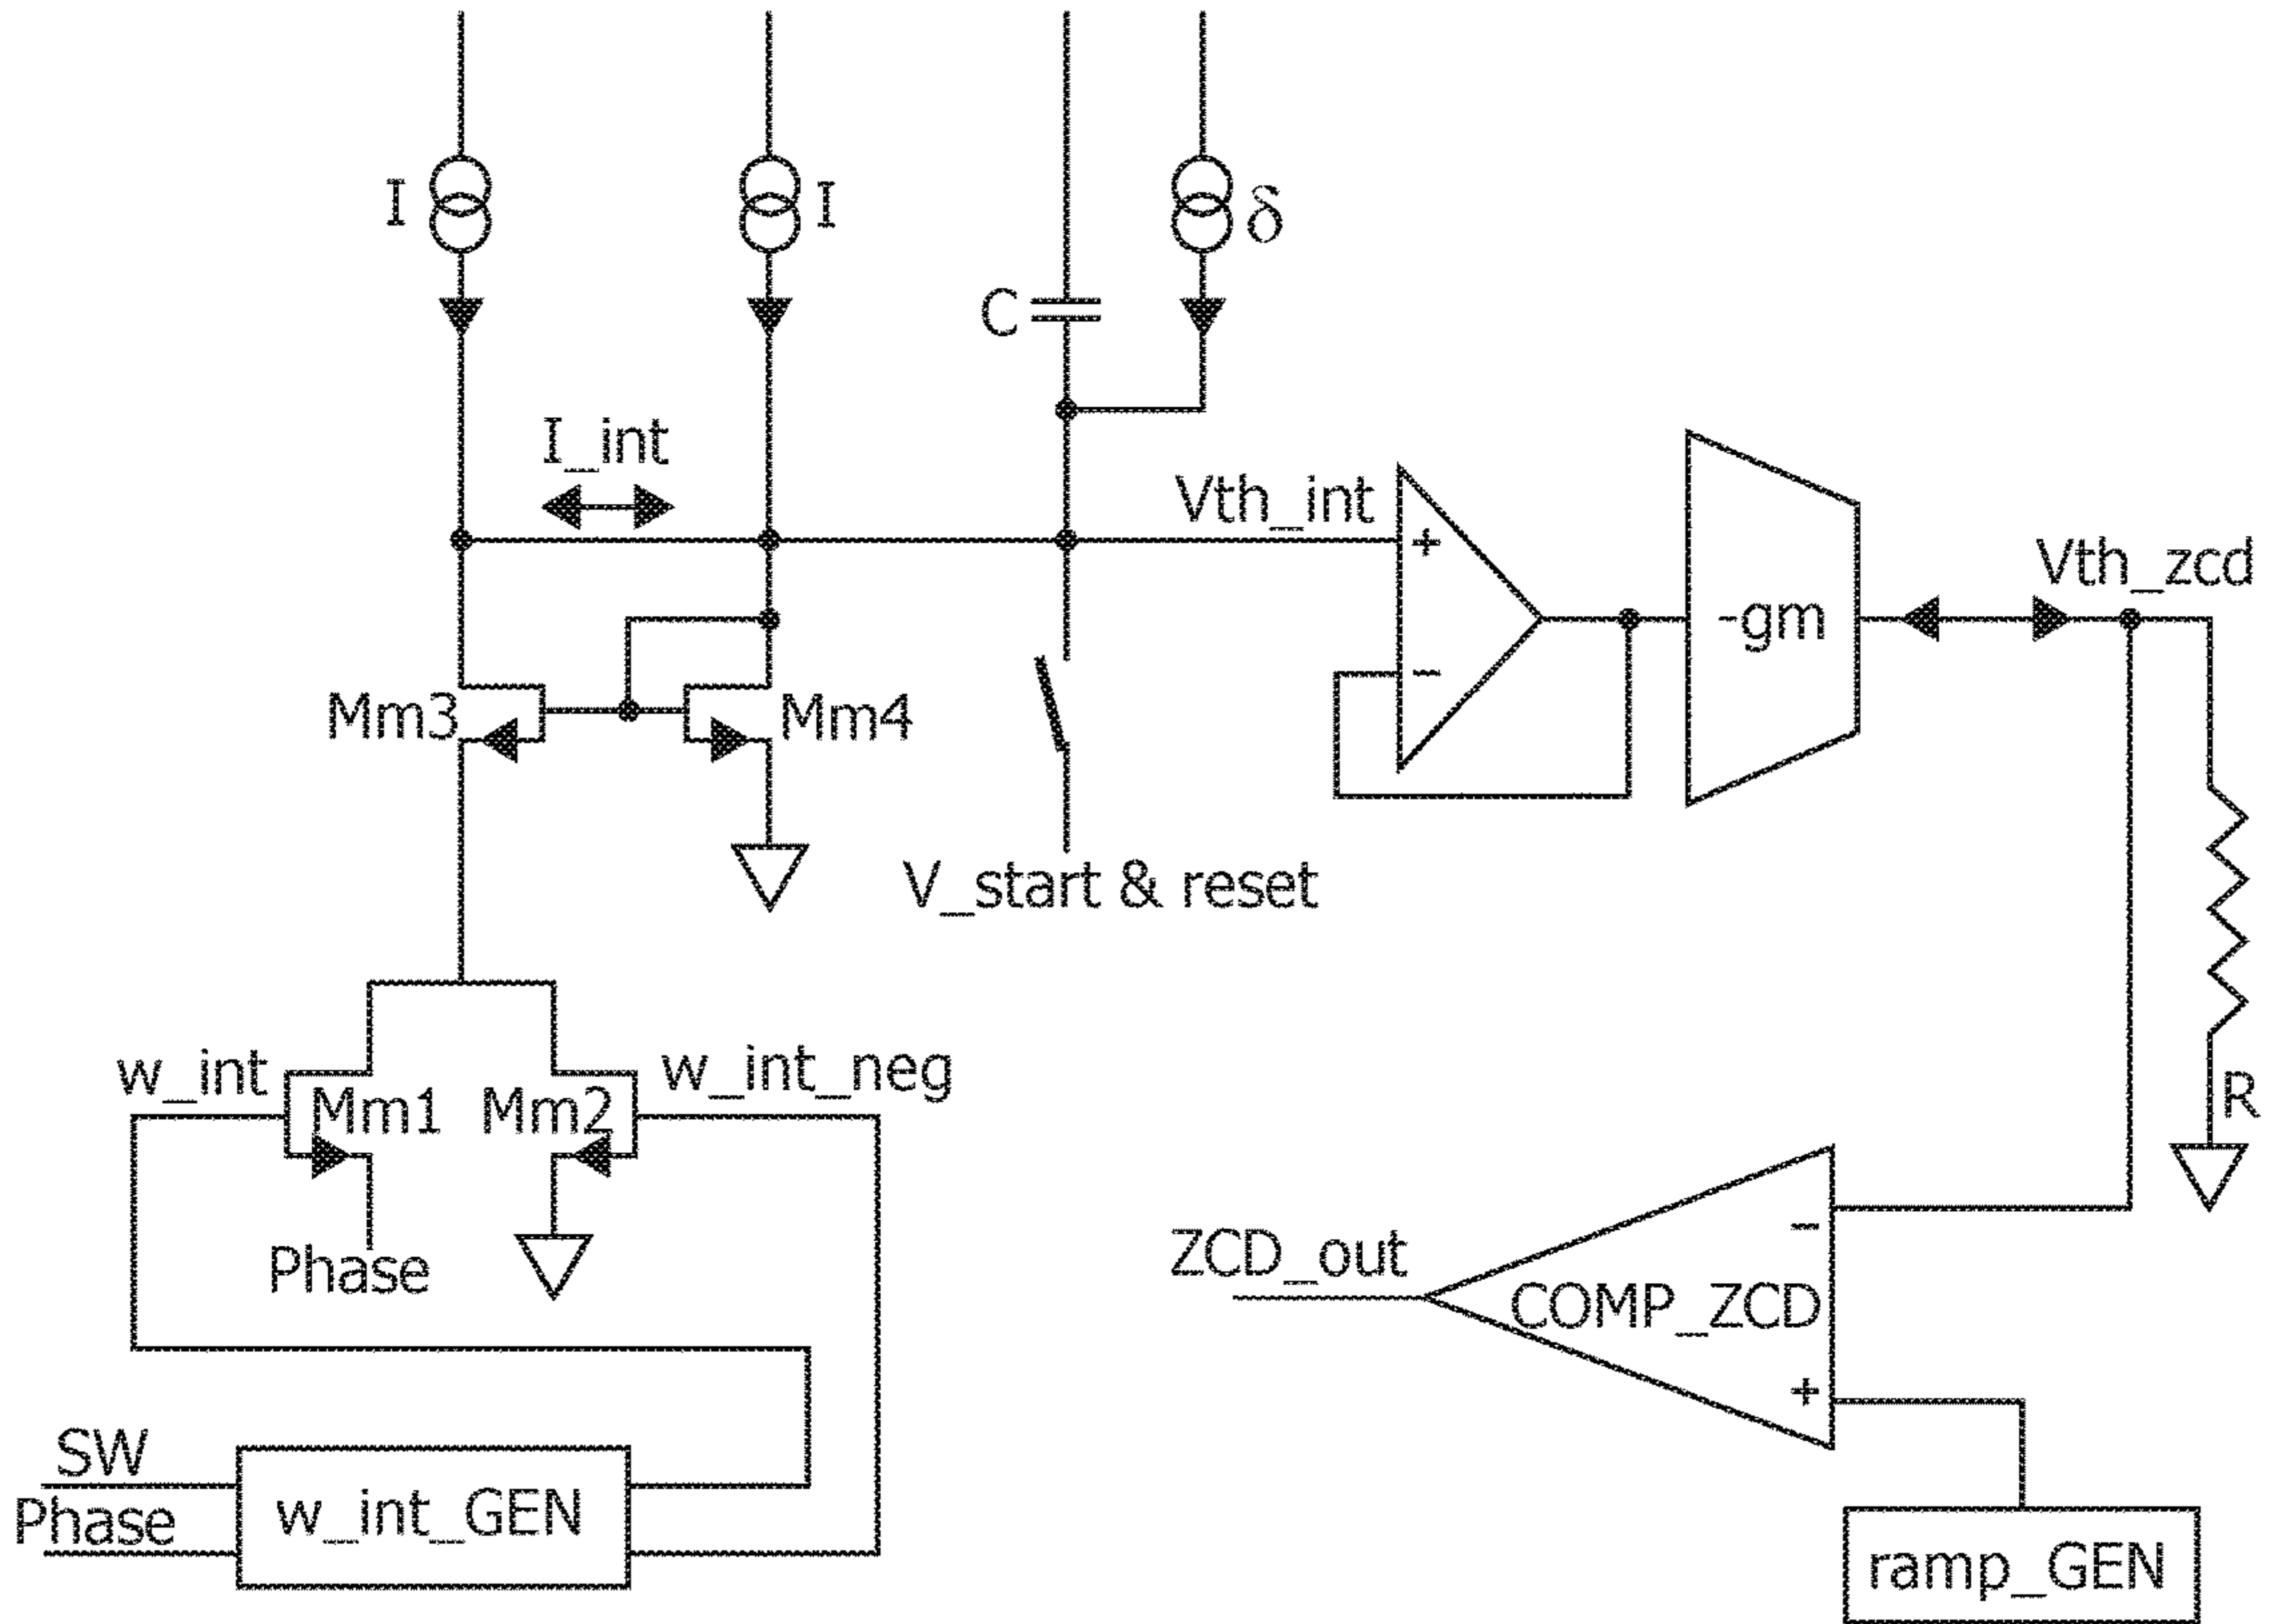 I
I
C
δ
I_int
Vth_int
+
-
-gm
Vth_zcd
Mm3
Mm4
V_start & reset
w_int
Mm1
Mm2
w_int_neg
R
Phase
ZCD_out
COMP_ZCD
-
+
SW
Phase
w_int_GEN
ramp_GEN